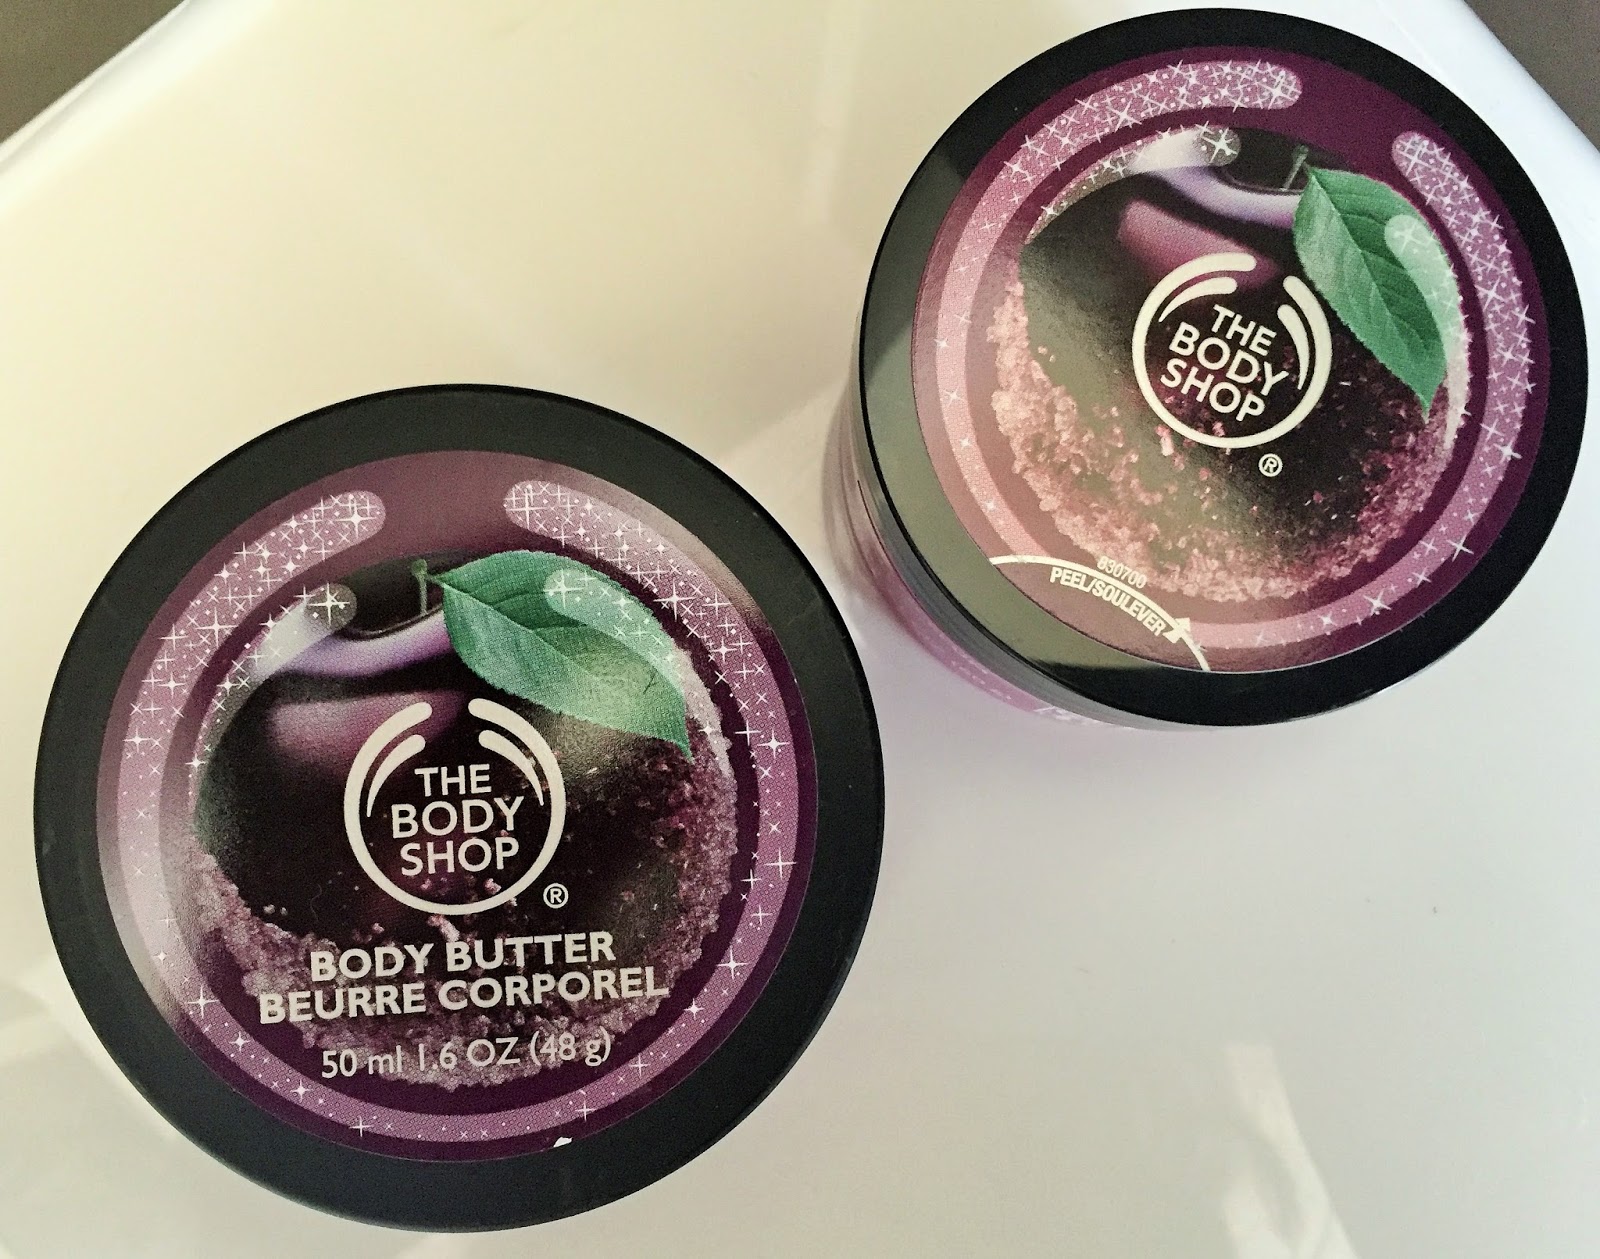 THE
BODY
SHOP
®
BODY BUTTER
BEURRE CORPOREL
50 ml 1.6 OZ (48 g)
THE
BODY
SHOP
®
830700
PEEL/SOULEVER